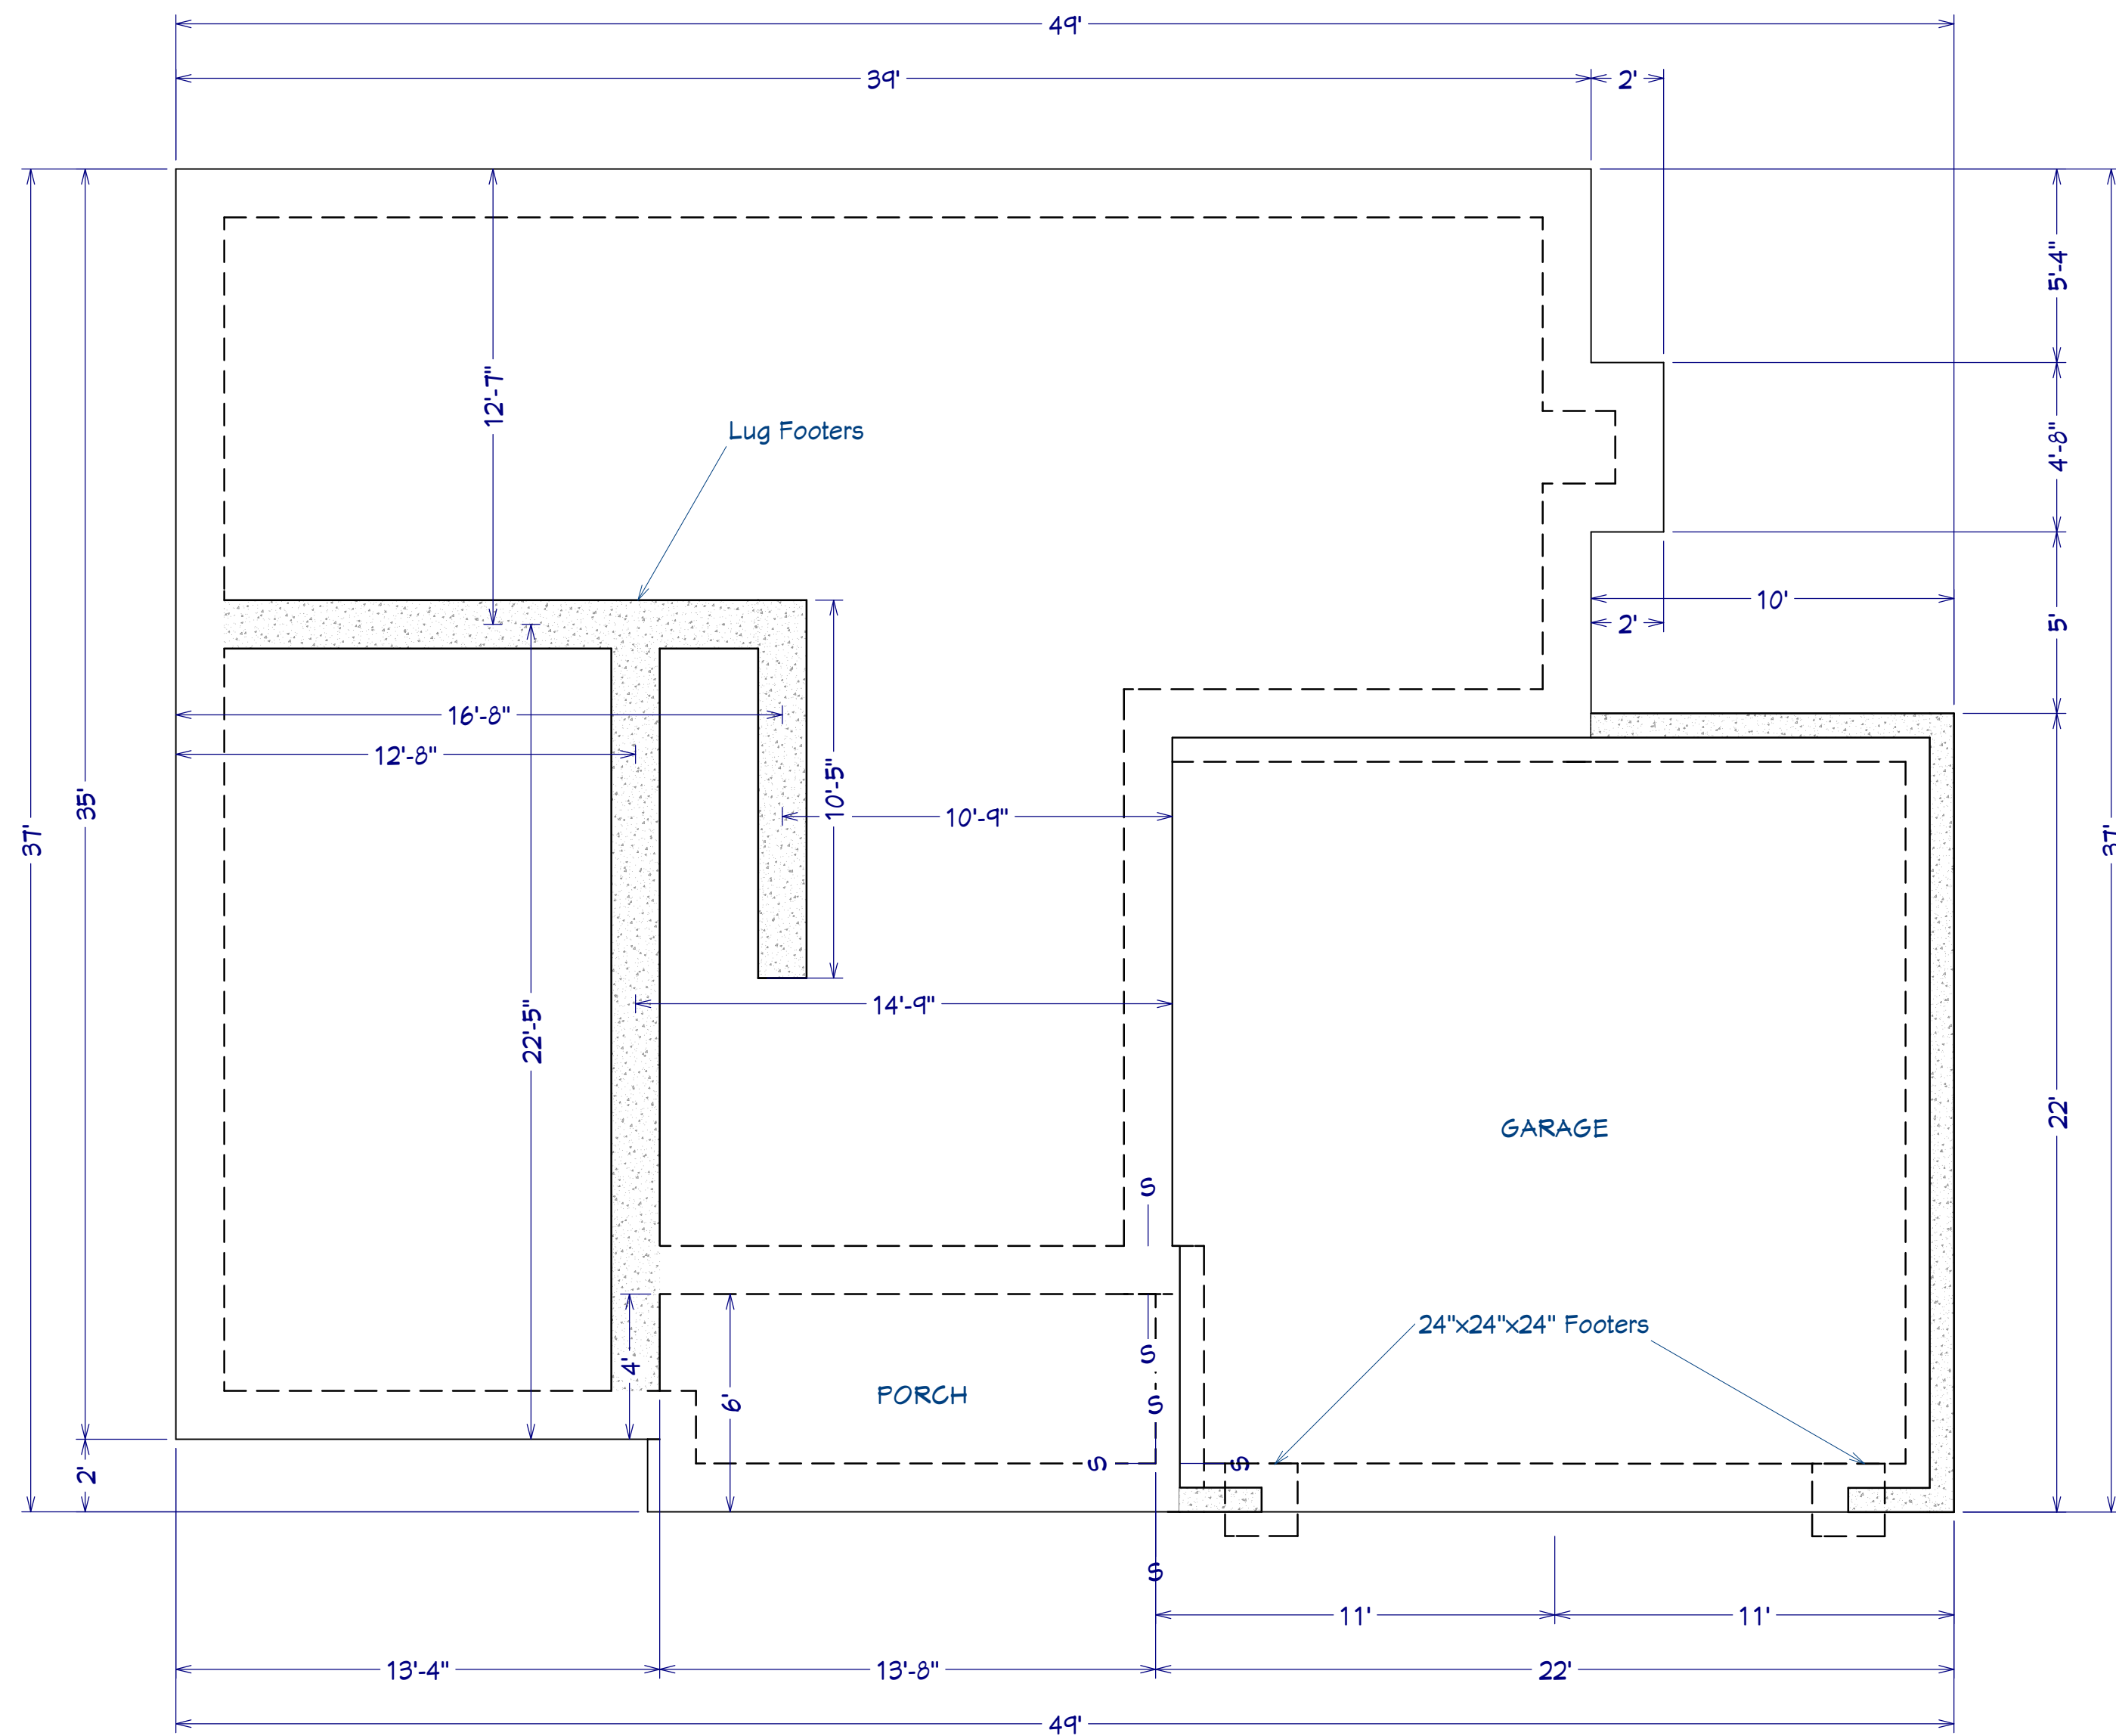 49'
39'
2'
5'-4"
12'-7"
Lug Footers
4'-8"
10'
2'
5'
16'-8"
12'-8"
35'
37'
10'-5"
10'-9"
37'
14'-9"
22'-5"
22'
GARAGE
S
24"x24"x24" Footers
S
4'
PORCH
6'
S
2'
S
S
S
11'
11'
13'-4"
13'-8"
22'
49'